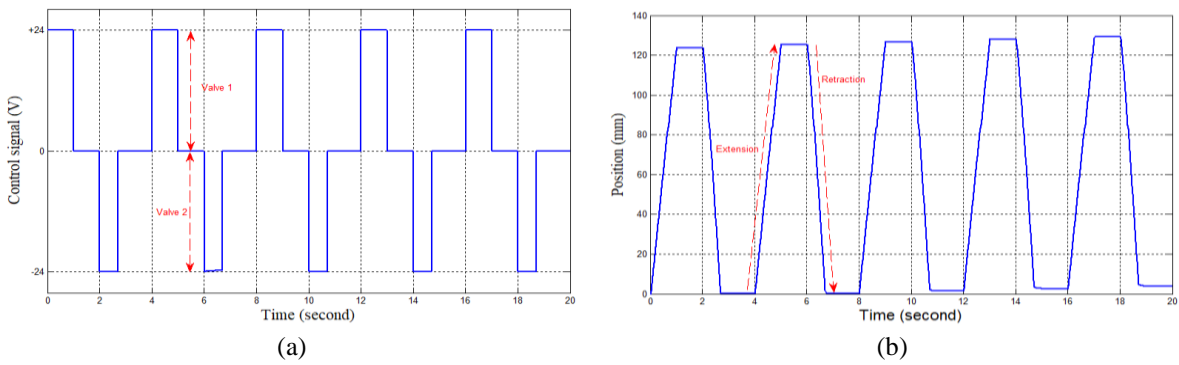 +24
Valve 1
0
Valve 2
-24
Control signal (V)
0 2 4 6 8 10 12 14 16 18 20
Time (second)
(a)
140
120
100
80
60
40
20
0
Position (mm)
Retraction
Extension
0 2 4 6 8 10 12 14 16 18 20
Time (second)
(b)